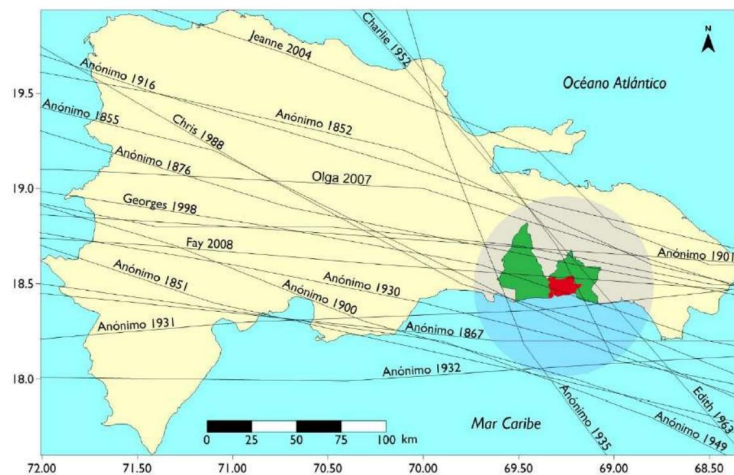 N
Charlie 1952
Jeanne 2004
Océano Atlántico
19.5
Anónimo 1916
Anónimo 1855
Chris 1988
Anónimo 1852
Anónimo 1876
19.0
Olga 2007
Georges 1998
Fay 2008
Anónimo 1901
18.5
Anónimo 1851
Anónimo 1900
Anónimo 1930
Anónimo 1931
Anónimo 1867
18.0
Anónimo 1932
Edith 1963
Anónimo 1949
Anónimo 1935
Mar Caribe
0 25 50 75 100 km
72.00 71.50 71.00 70.50 70.00 69.50 69.00 68.50